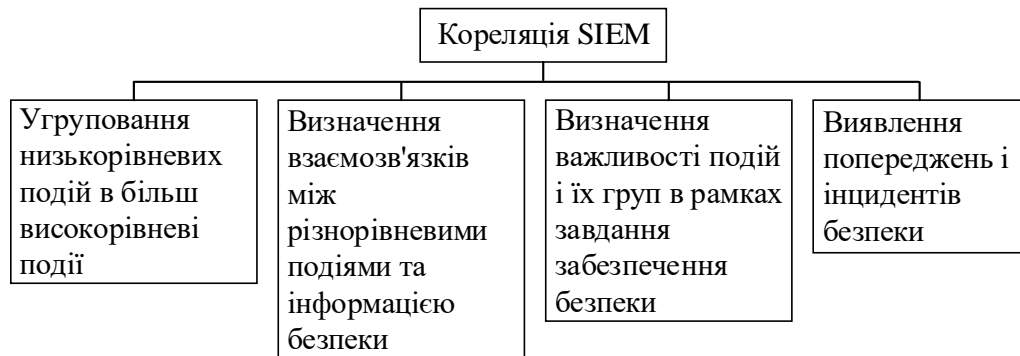 Кореляція SIEM
Угруповання
низькорівневих
подій в більш
високорівневі
події
Визначення
взаємозв'язків
між
різнорівневими
подіями та
інформацією
безпеки
Визначення
важливості подій
і їх груп в рамках
завдання
забезпечення
безпеки
Виявлення
попереджень і
інцидентів
безпеки